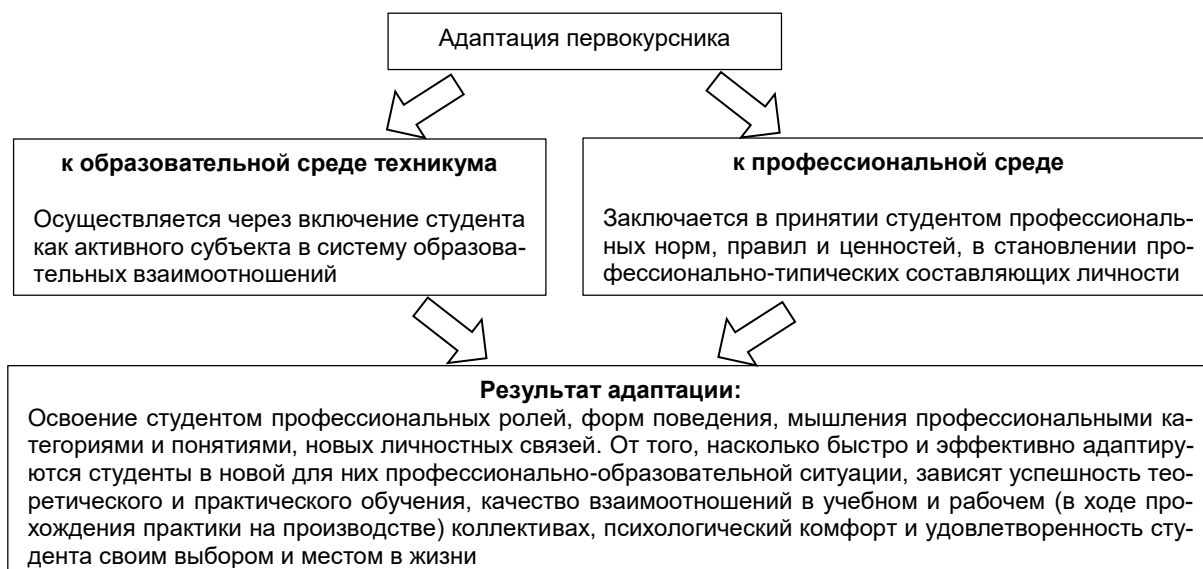 Адаптация первокурсника
к образовательной среде техникума
Осуществляется через включение студента
как активного субъекта в систему образова-
тельных взаимоотношений
к профессиональной среде
Заключается в принятии студентом профессиональ-
ных норм, правил и ценностей, в становлении про-
фессионально-типических составляющих личности
Результат адаптации:
Освоение студентом профессиональных ролей, форм поведения, мышления профессиональными ка-
тегориями и понятиями, новых личностных связей. От того, насколько быстро и эффективно адаптиру-
ются студенты в новой для них профессионально-образовательной ситуации, зависят успешность тео-
ретического и практического обучения, качество взаимоотношений в учебном и рабочем (в ходе про-
хождения практики на производстве) коллективах, психологический комфорт и удовлетворенность сту-
дента своим выбором и местом в жизни